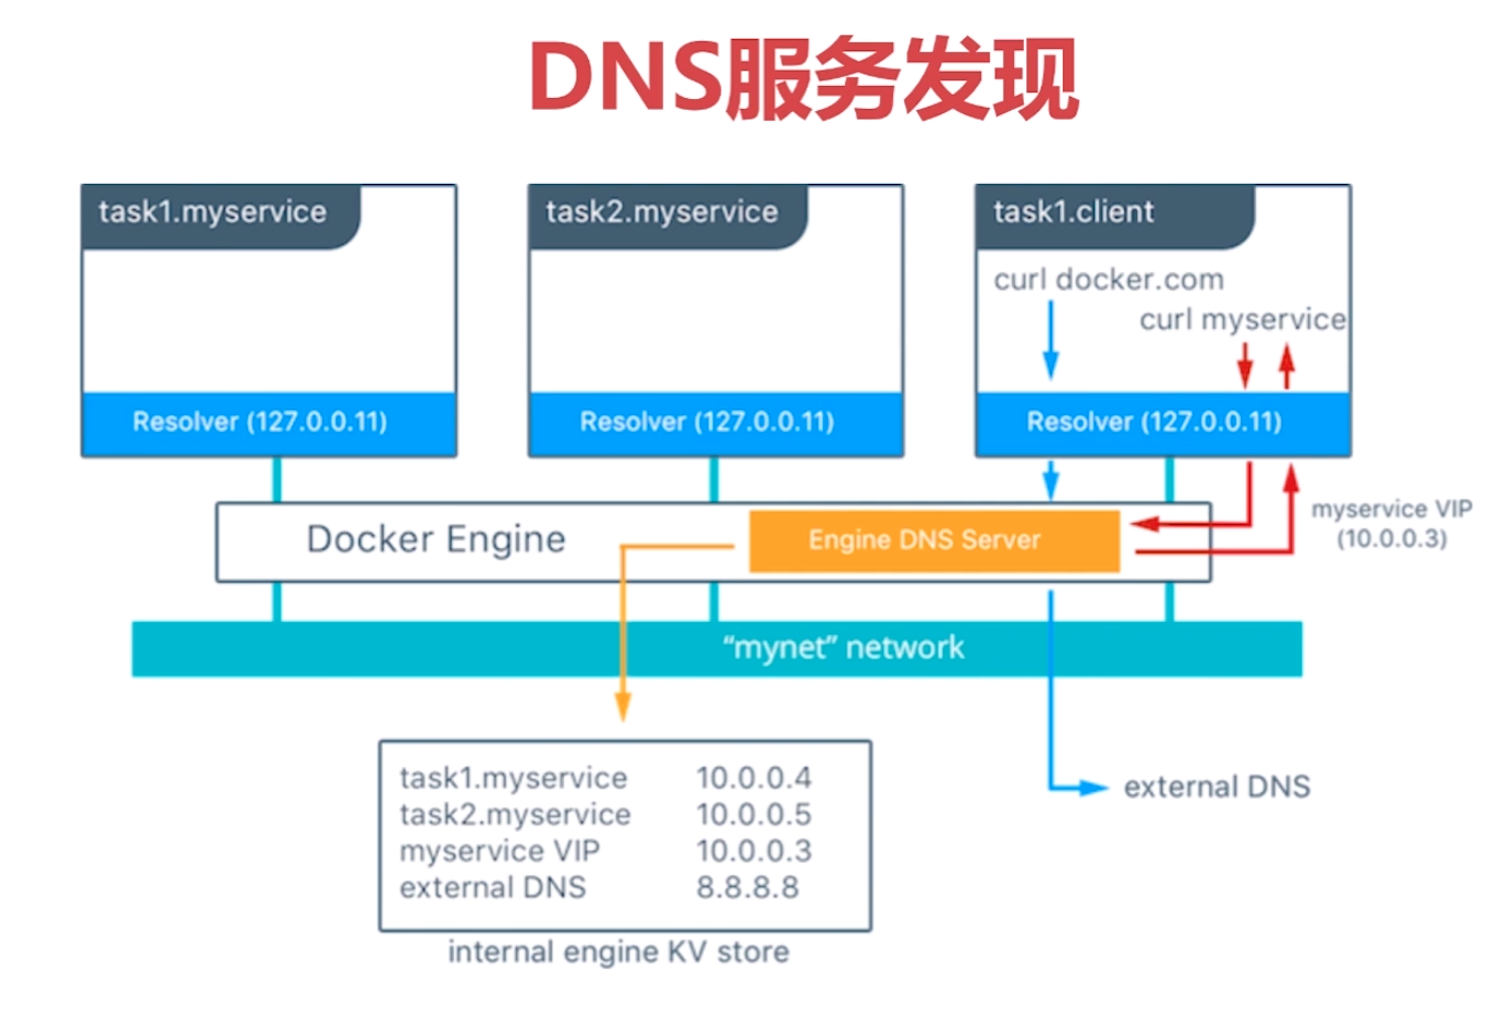 DNS服务发现
task1.myservice
task2.myservice
task1.client
curl docker.com
curl myservice
Resolver (127.0.0.11)
Resolver (127.0.0.11)
Resolver (127.0.0.11)
Docker Engine
Engine DNS Server
myservice VIP
(10.0.0.3)
“mynet” network
task1.myservice 10.0.0.4
task2.myservice 10.0.0.5
myservice VIP 10.0.0.3
external DNS 8.8.8.8
external DNS
internal engine KV store